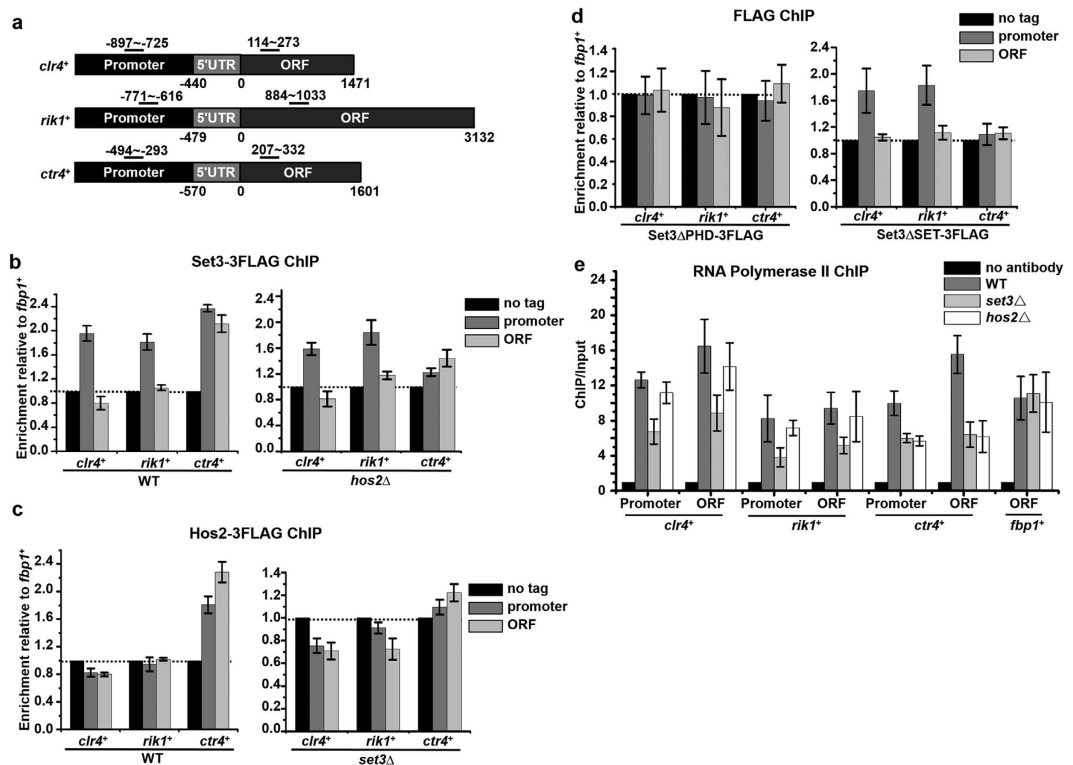 a
-897~-725 114~273
clr4+ Promoter 5'UTR ORF
-440 0 1471
-771~-616 884~1033
rik1+ Promoter 5'UTR ORF
-479 0 3132
-494~-293 207~332
ctr4+ Promoter 5'UTR ORF
-570 0 1601
b
Set3-3FLAG ChIP
Enrichment relative to fbp1+
2.4
2.0
1.6
1.2
0.8
0.4
0.0
clr4+ rik1+ ctr4+
WT
2.4
2.0
1.6
1.2
0.8
0.4
0.0
clr4+ rik1+ ctr4+
hos2Δ
no tag
promoter
ORF
c
Hos2-3FLAG ChIP
Enrichment relative to fbp1+
2.4
2.0
1.6
1.2
0.8
0.4
0.0
clr4+ rik1+ ctr4+
WT
1.4
1.2
1.0
0.8
0.6
0.4
0.2
0.0
clr4+ rik1+ ctr4+
set3Δ
no tag
promoter
ORF
d
FLAG ChIP
Enrichment relative to fbp1+
1.4
1.2
1.0
0.8
0.6
0.4
0.2
0.0
clr4+ rik1+ ctr4+
Set3ΔPHD-3FLAG
2.4
2.0
1.6
1.2
0.8
0.4
0.0
clr4+ rik1+ ctr4+
Set3ΔSET-3FLAG
no tag
promoter
ORF
e
RNA Polymerase II ChIP
no antibody
WT
set3△
hos2△
ChIP/Input
24
20
16
12
8
4
0
Promoter ORF Promoter ORF Promoter ORF ORF
clr4+ rik1+ ctr4+ fbp1+